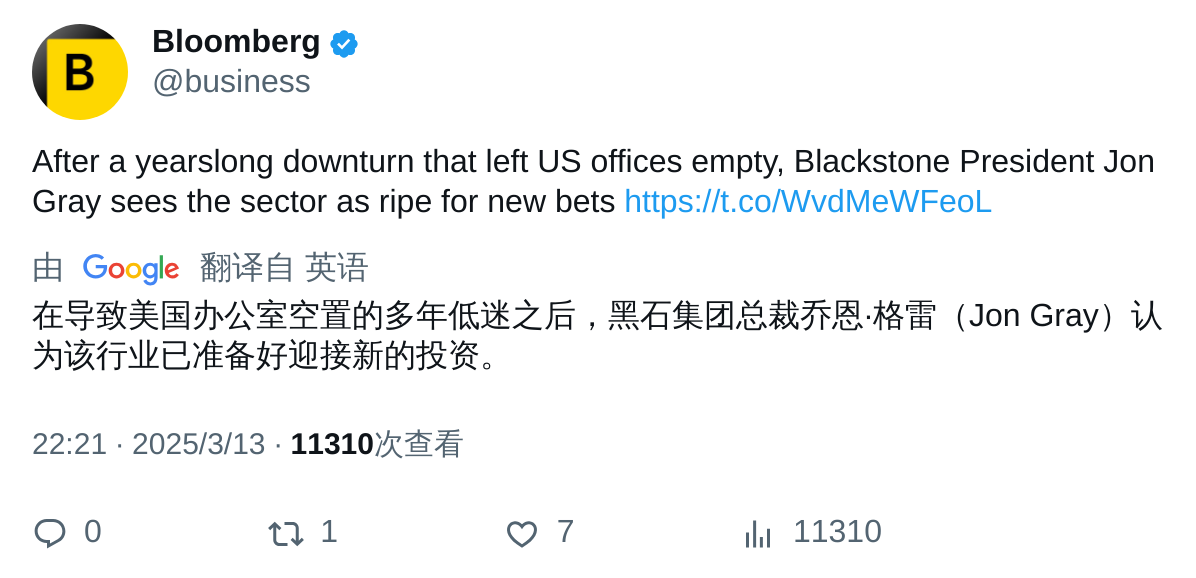 B
Bloomberg
@business
After a yearslong downturn that left US offices empty, Blackstone President Jon
Gray sees the sector as ripe for new bets https://t.co/WvdMeWFeoL
由 Google 翻译自 英语
在导致美国办公室空置的多年低迷之后，黑石集团总裁乔恩·格雷（Jon Gray）认
为该行业已准备好迎接新的投资。
22:21 · 2025/3/13 · 11310次查看
0 1 7 11310